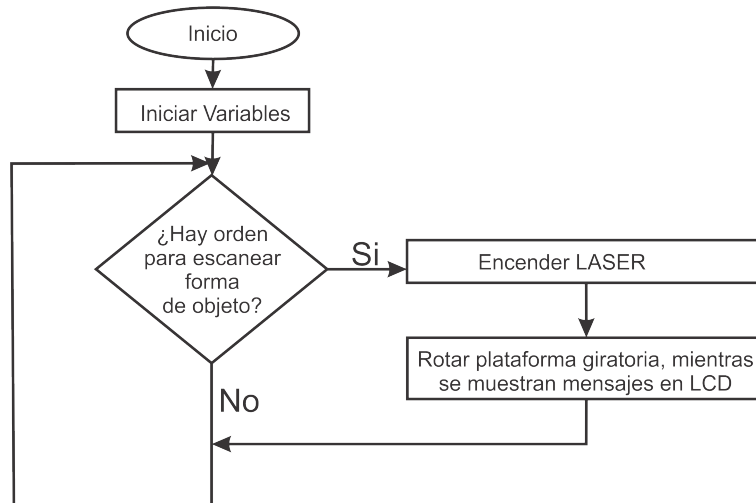 Inicio
Iniciar Variables
¿Hay orden
para escanear
forma
de objeto?
Si
Encender LASER
Rotar plataforma giratoria, mientras
se muestran mensajes en LCD
No